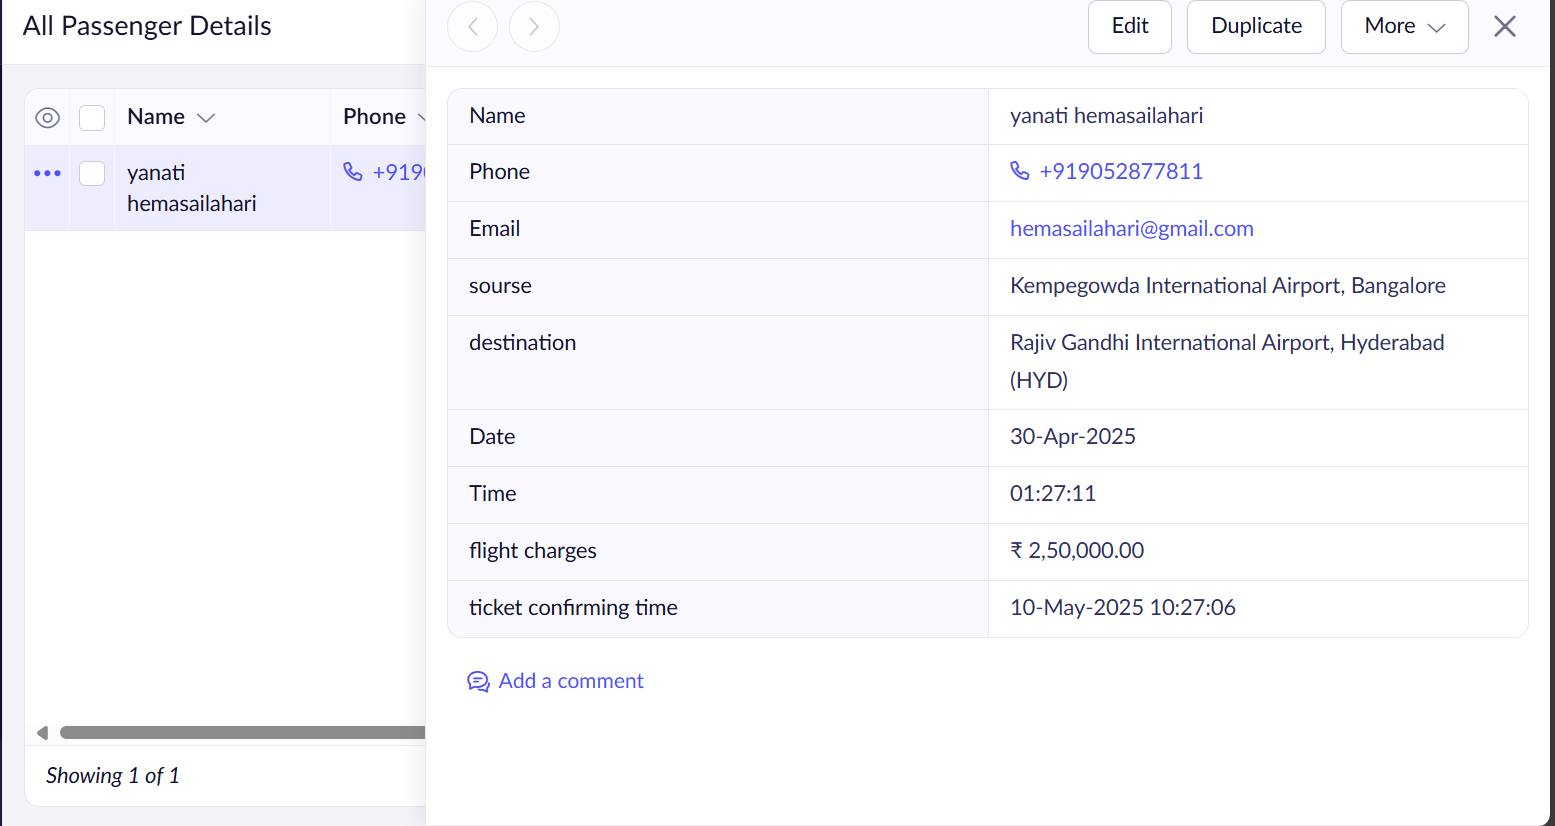 All Passenger Details
Edit
Duplicate
More
Name
Phone
yanati
hemasailahari
+919
Name
yanati hemasailahari
Phone
+919052877811
Email
hemasailahari@gmail.com
sourse
Kempegowda International Airport, Bangalore
destination
Rajiv Gandhi International Airport, Hyderabad
(HYD)
Date
30-Apr-2025
Time
01:27:11
flight charges
₹ 2,50,000.00
ticket confirming time
10-May-2025 10:27:06
Add a comment
Showing 1 of 1